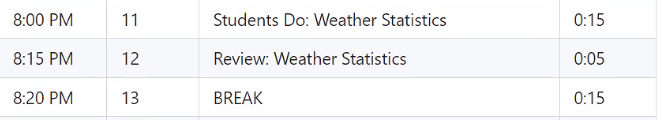 8:00 PM 11 Students Do: Weather Statistics 0:15
8:15 PM 12 Review: Weather Statistics 0:05
8:20 PM 13 BREAK 0:15